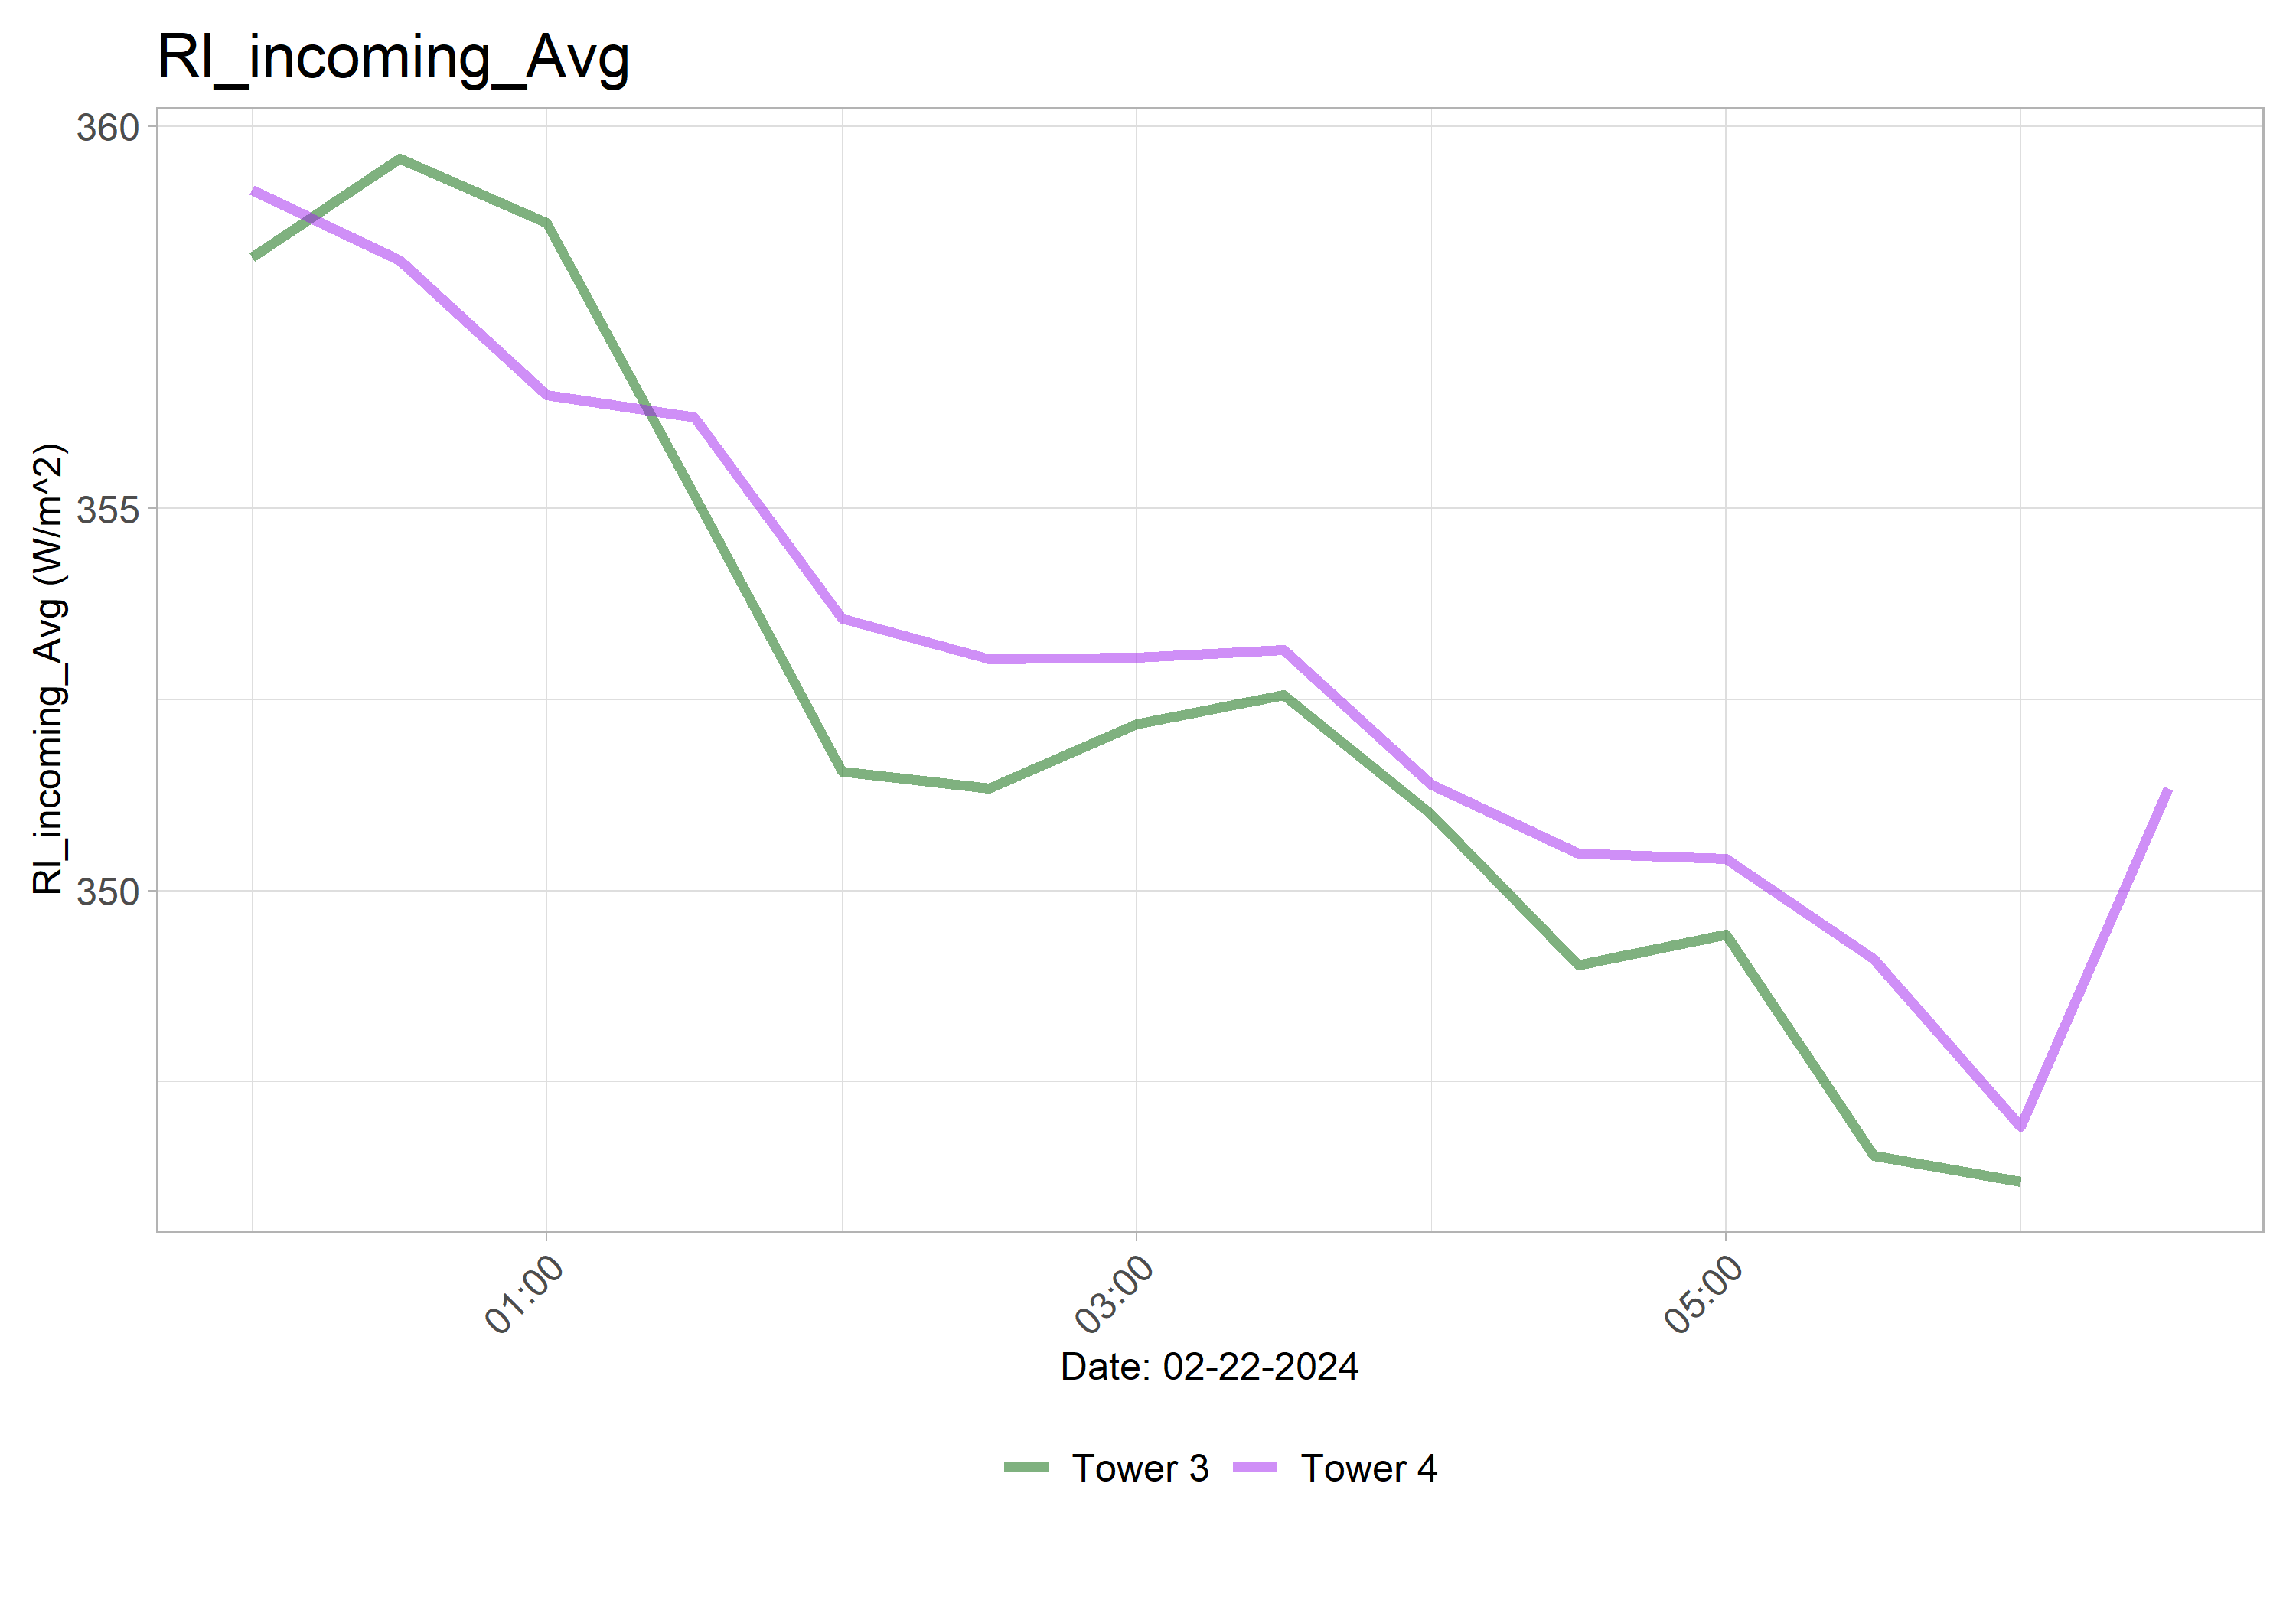 Rl_incoming_Avg
Rl_incoming_Avg (W/m^2)
360
355
350
01:00
03:00
05:00
Date: 02-22-2024
Tower 3
Tower 4